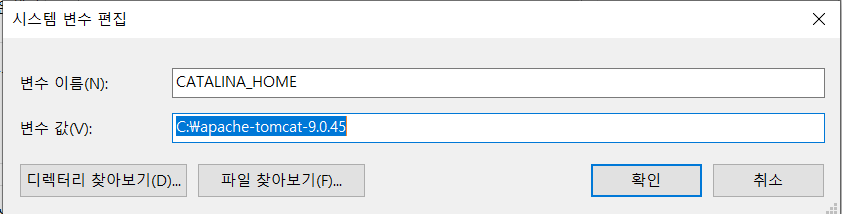 시스템 변수 편집
변수 이름(N):
CATALINA_HOME
변수 값(V):
C:₩apache-tomcat-9.0.45
디렉터리 찾아보기(D)...
파일 찾아보기(F)...
확인
취소